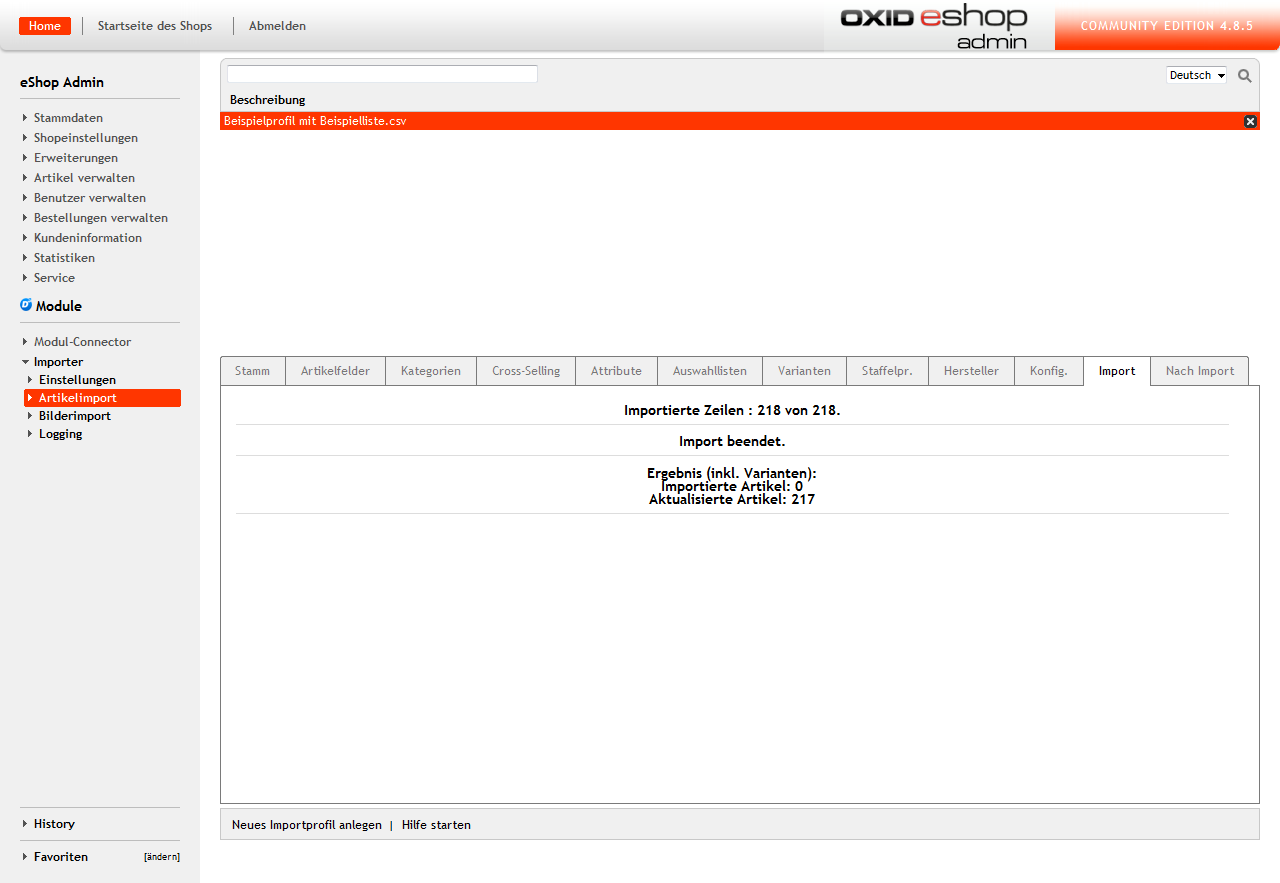 Home | Startseite des Shops | Abmelden
OXID eshop
admin
COMMUNITY EDITION 4.8.5
eShop Admin
Stammdaten
Shopeinstellungen
Erweiterungen
Artikel verwalten
Benutzer verwalten
Bestellungen verwalten
Kundeninformation
Statistiken
Service
Module
Modul-Connector
Importer
Einstellungen
Artikelimport
Bilderimport
Logging
History
Favoriten [ändern]
Deutsch
Beschreibung
Beispielprofil mit Beispielliste.csv
Stamm Artikelfelder Kategorien Cross-Selling Attribute Auswahllisten Varianten Staffelpr. Hersteller Konfig. Import Nach Import
Importierte Zeilen : 218 von 218.
Import beendet.
Ergebnis (inkl. Varianten):
Importierte Artikel: 0
Aktualisierte Artikel: 217
Neues Importprofil anlegen | Hilfe starten